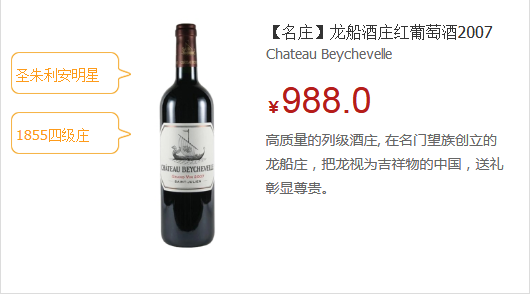 【名庄】龙船酒庄红葡萄酒2007
Chateau Beychevelle
圣朱利安明星
¥988.0
1855四级庄
高质量的列级酒庄, 在名门望族创立的
龙船庄，把龙视为吉祥物的中国，送礼
彰显尊贵。
CHATEAU BEYCHEVELLE
SAINT-JULIEN